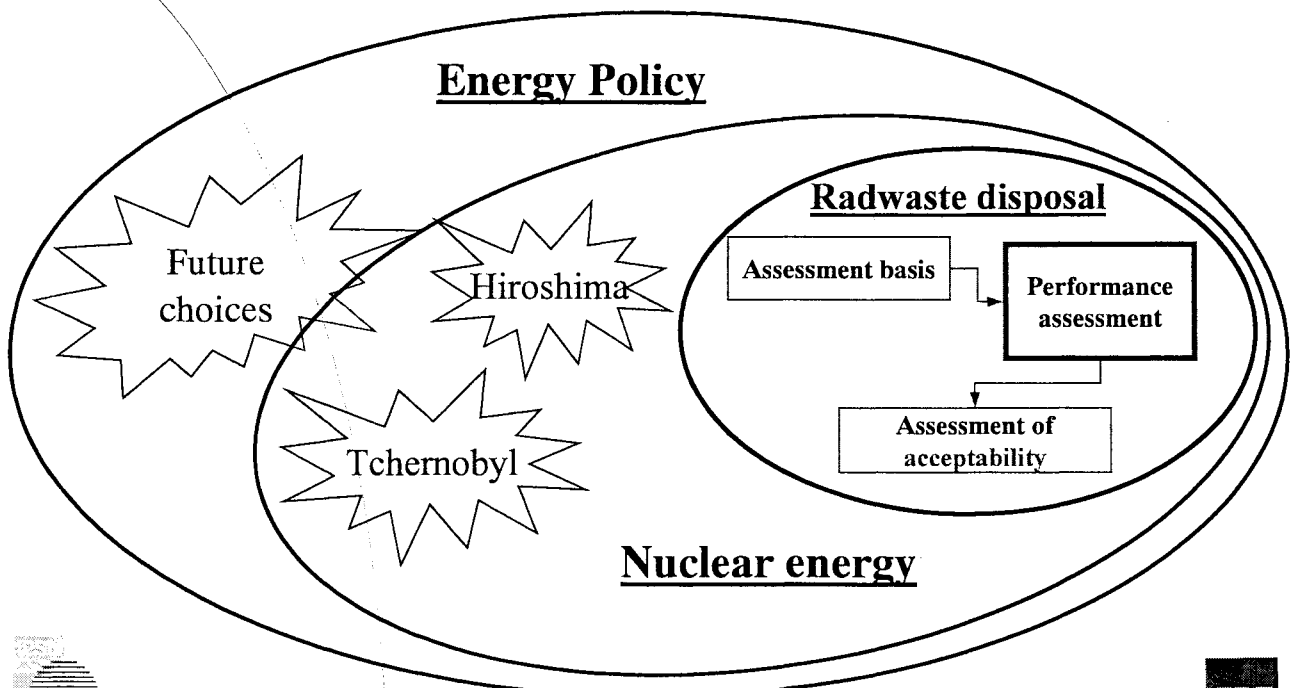 Energy Policy
Radwaste disposal
Assessment basis
Performance
assessment
Future
choices
Hiroshima
Assessment of
acceptability
Tchernobyl
Nuclear energy